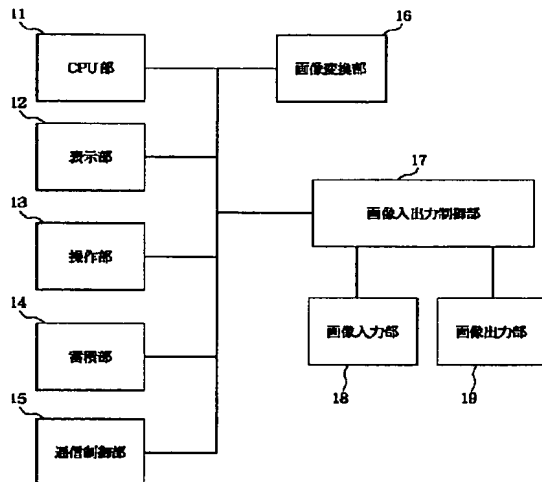 11
CPU部
16
画像変換部
12
表示部
17
画像入出力制御部
13
操作部
14
蓄積部
画像入力部
画像出力部
18
19
15
通信制御部